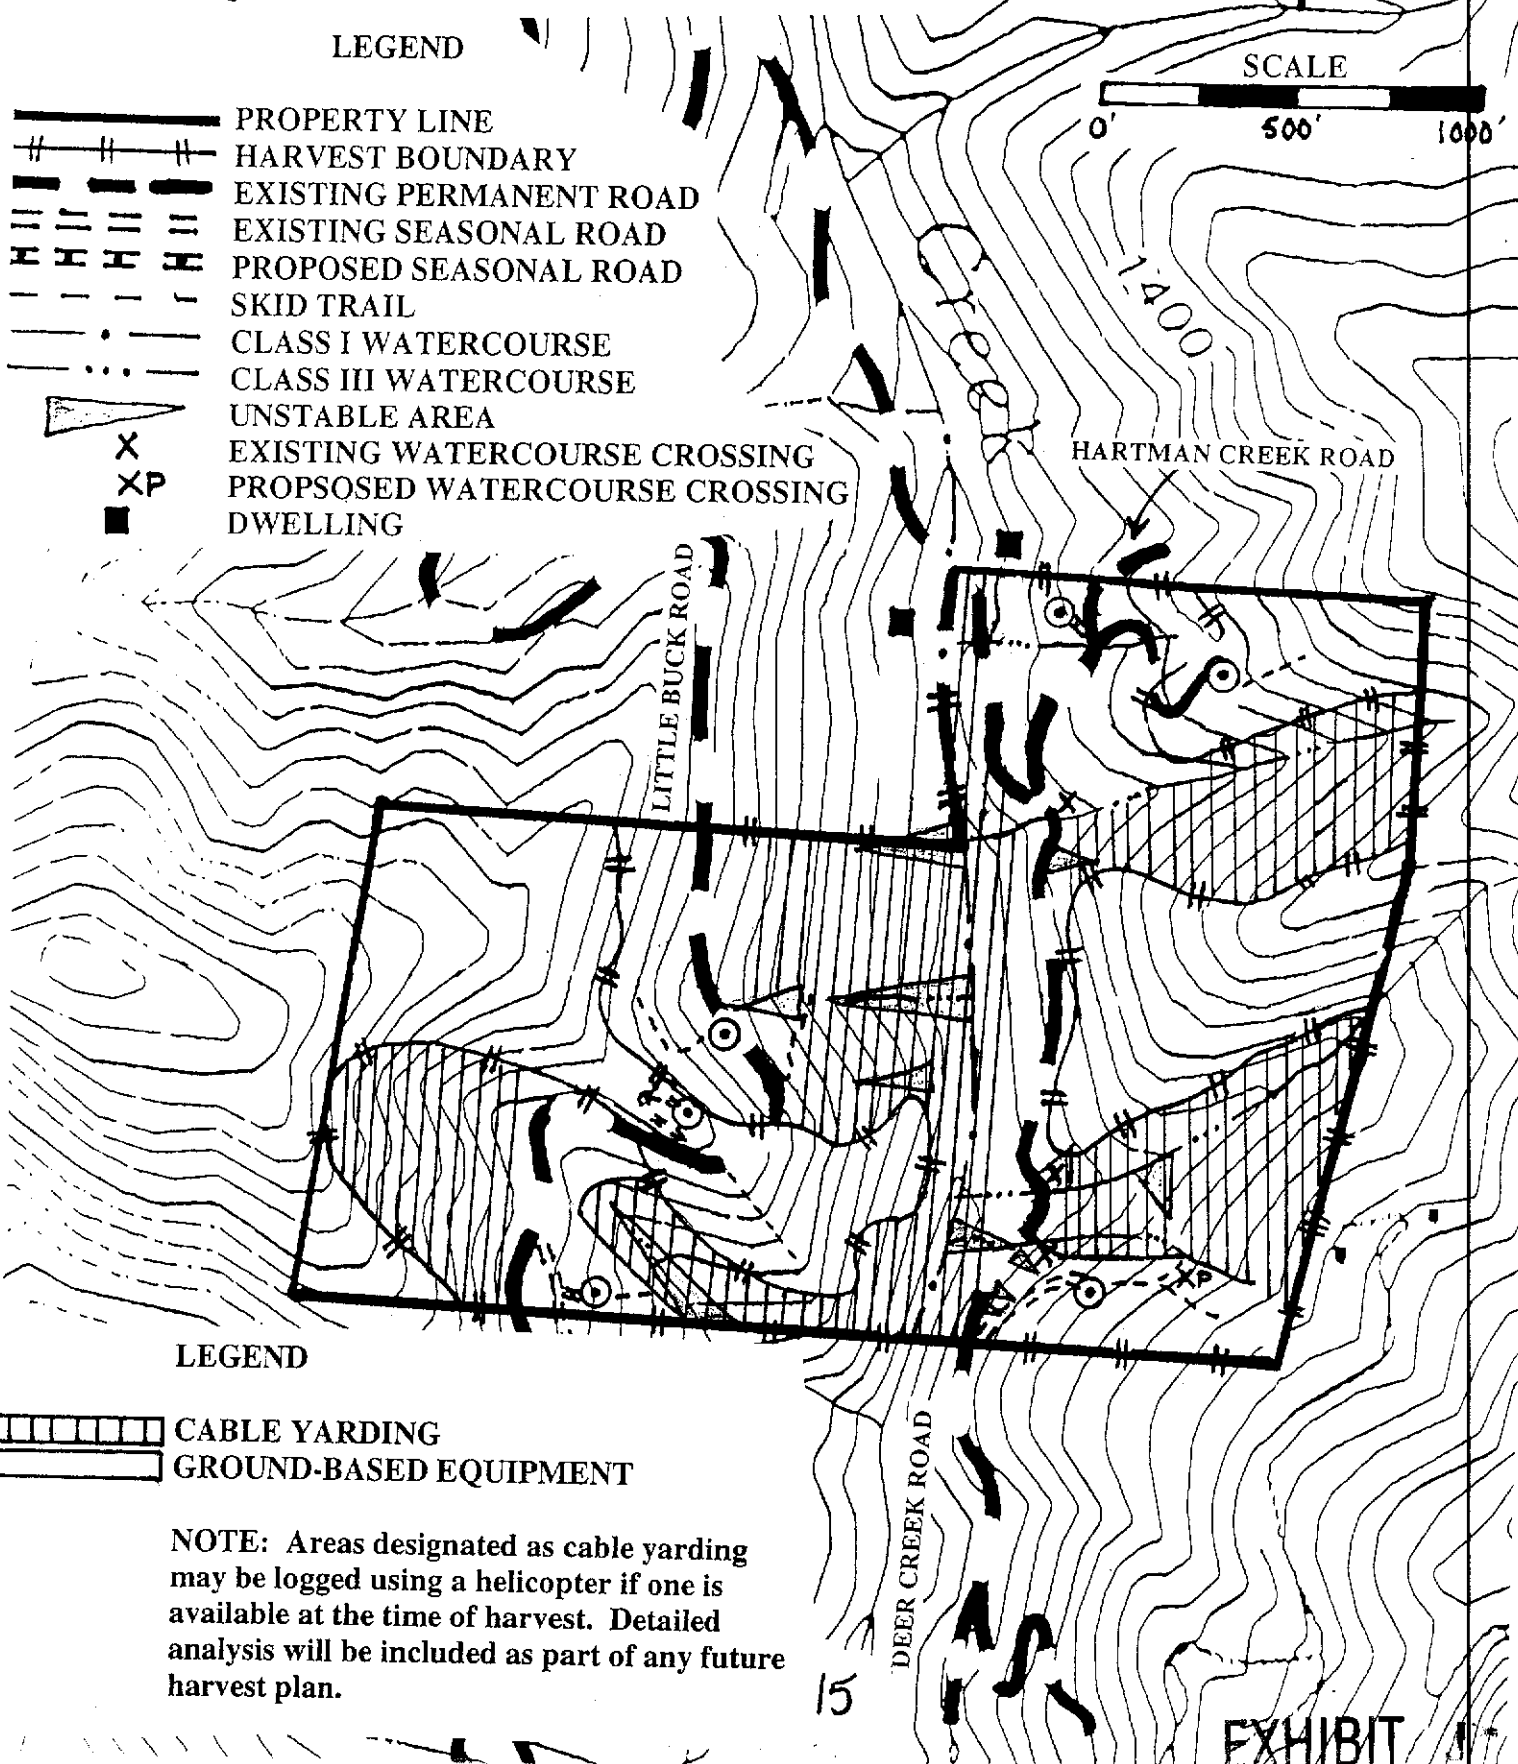 LEGEND
SCALE
0' 500' 1000'
PROPERTY LINE
HARVEST BOUNDARY
EXISTING PERMANENT ROAD
EXISTING SEASONAL ROAD
PROPOSED SEASONAL ROAD
SKID TRAIL
CLASS I WATERCOURSE
CLASS III WATERCOURSE
UNSTABLE AREA
X EXISTING WATERCOURSE CROSSING
XP PROPSOSED WATERCOURSE CROSSING
DWELLING
Creek
1400
HARTMAN CREEK ROAD
LITTLE BUCK ROAD
X
X
XP
LEGEND
CABLE YARDING
GROUND-BASED EQUIPMENT
NOTE: Areas designated as cable yarding
may be logged using a helicopter if one is
available at the time of harvest. Detailed
analysis will be included as part of any future
harvest plan.
DEER CREEK ROAD
15
EXHIBIT